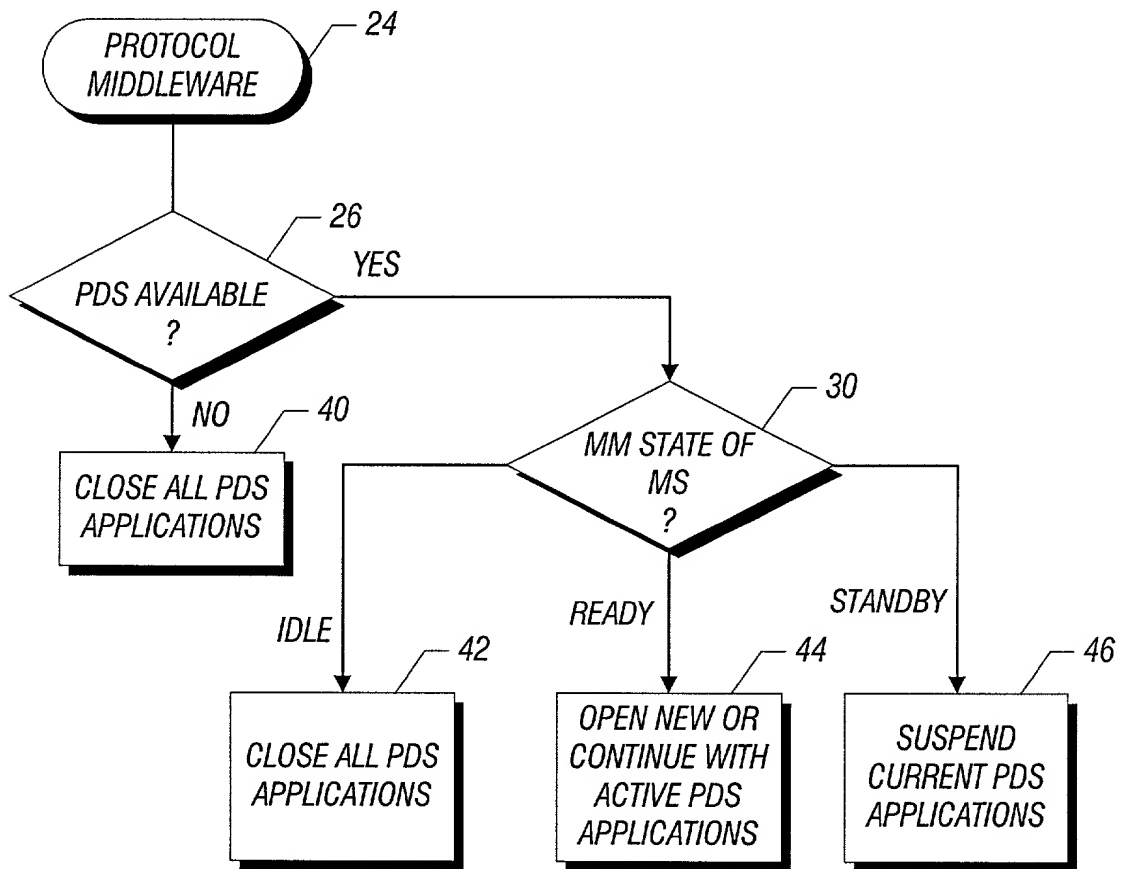 24
PROTOCOL
MIDDLEWARE
26
YES
PDS AVAILABLE
?
NO
40
CLOSE ALL PDS
APPLICATIONS
30
MM STATE OF
MS
?
IDLE
READY
STANDBY
42
CLOSE ALL PDS
APPLICATIONS
44
OPEN NEW OR
CONTINUE WITH
ACTIVE PDS
APPLICATIONS
46
SUSPEND
CURRENT PDS
APPLICATIONS